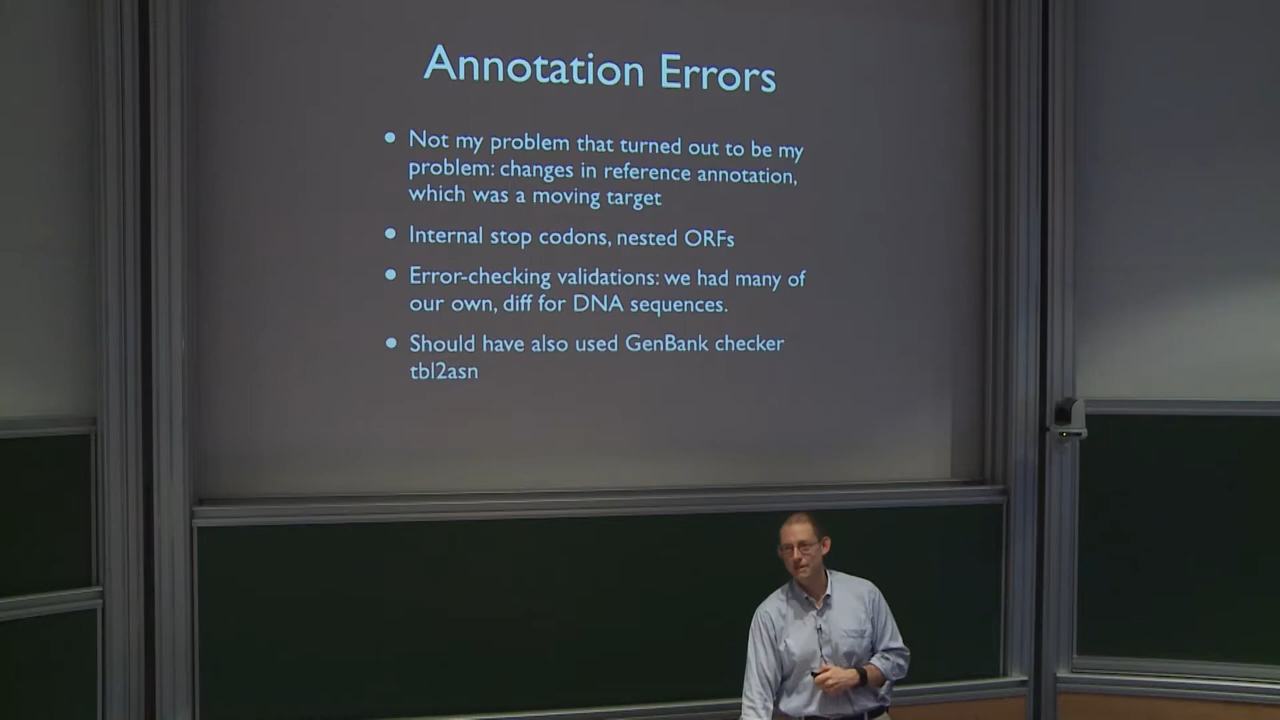 Annotation Errors
• Not my problem that turned out to be my
problem: changes in reference annotation,
which was a moving target
• Internal stop codons, nested ORFs
• Error-checking validations: we had many of
our own, diff for DNA sequences.
• Should have also used GenBank checker
tbl2asn